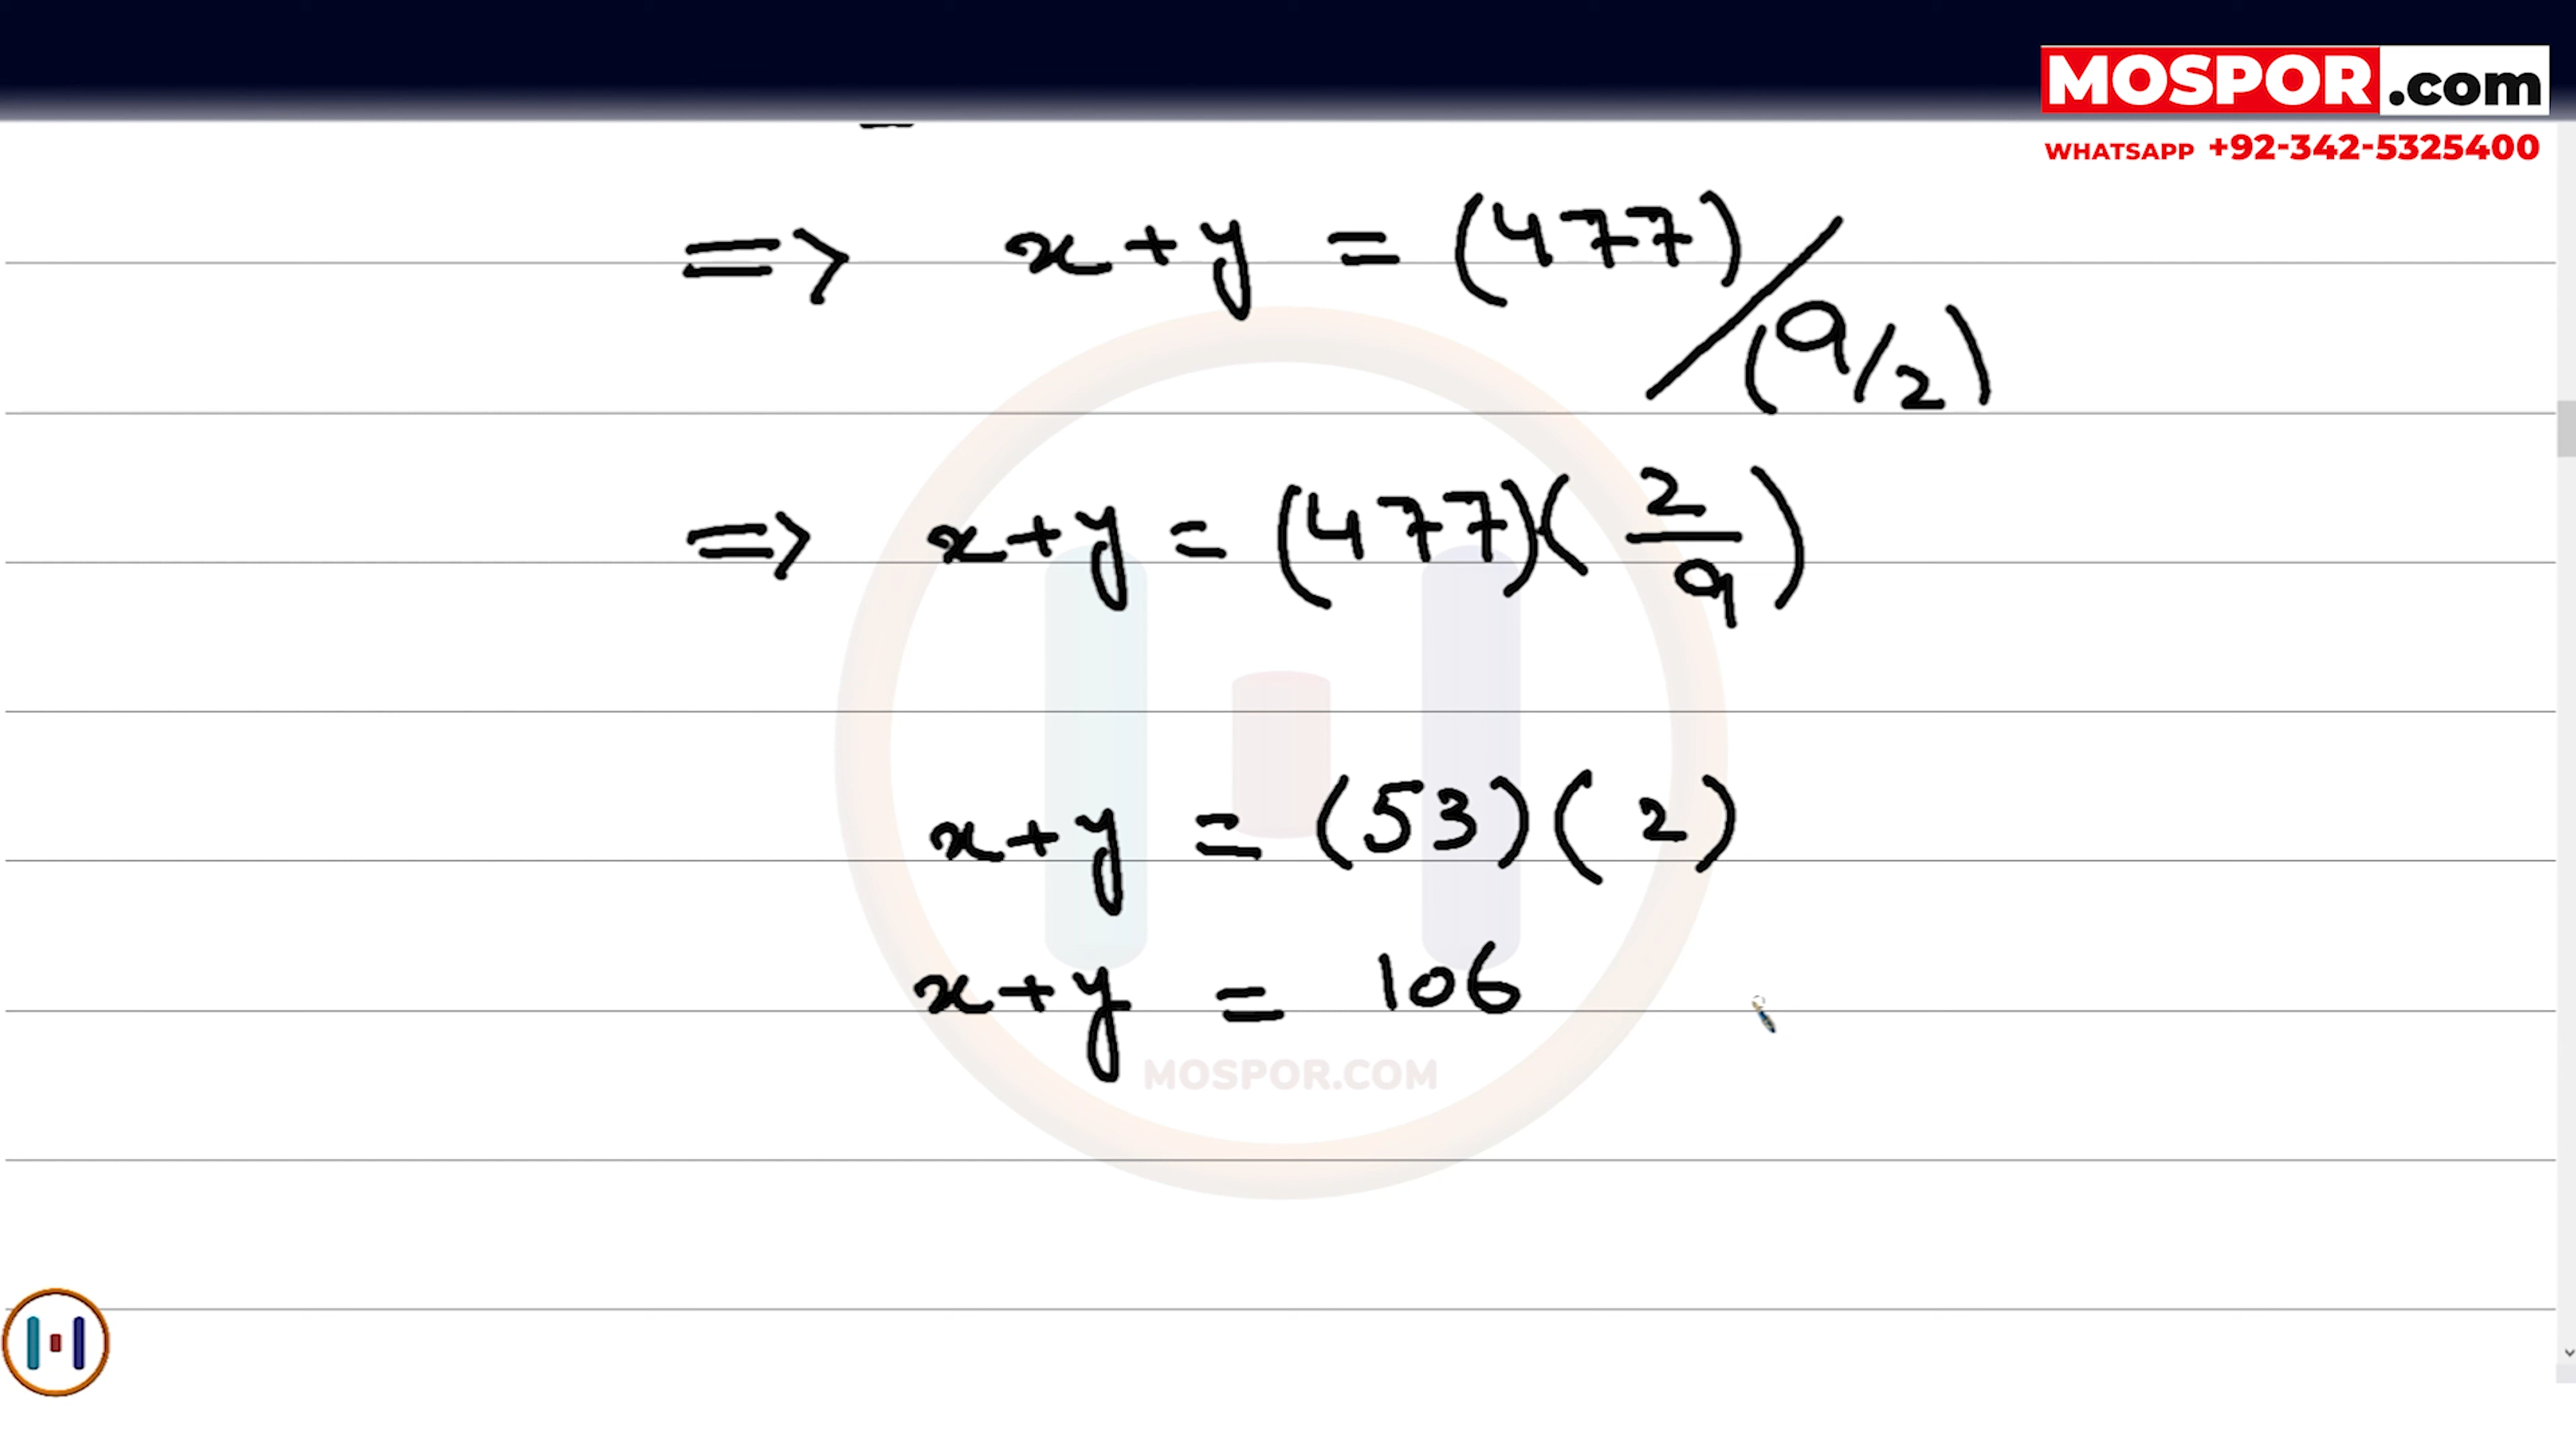 MOSPOR.com
WHATSAPP +92-342-5325400
=> x+y = (477)/(9/2)
=> x+y = (477)(2/9)
x+y = (53)(2)
x+y = 106
MOSPOR.COM